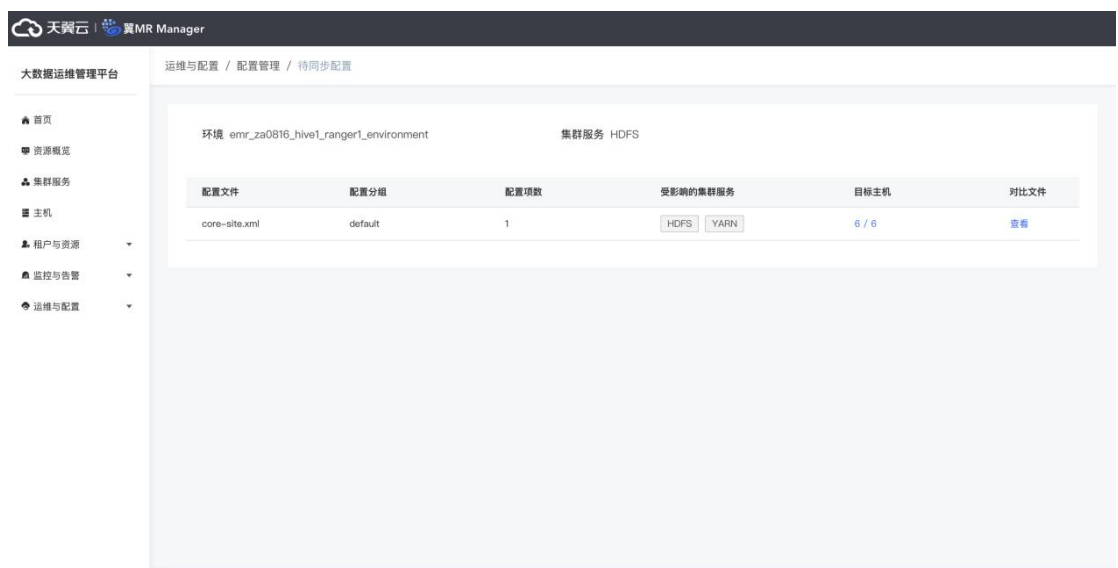 天翼云 | 翼MR Manager
大数据运维管理平台
运维与配置 / 配置管理 / 待同步配置
首页
资源概览
集群服务
主机
租户与资源
监控与告警
运维与配置
环境 emr_za0816_hive1_ranger1_environment 集群服务 HDFS
配置文件 配置分组 配置项数 受影响的集群服务 目标主机 对比文件
core-site.xml default 1 HDFS YARN 6 / 6 查看